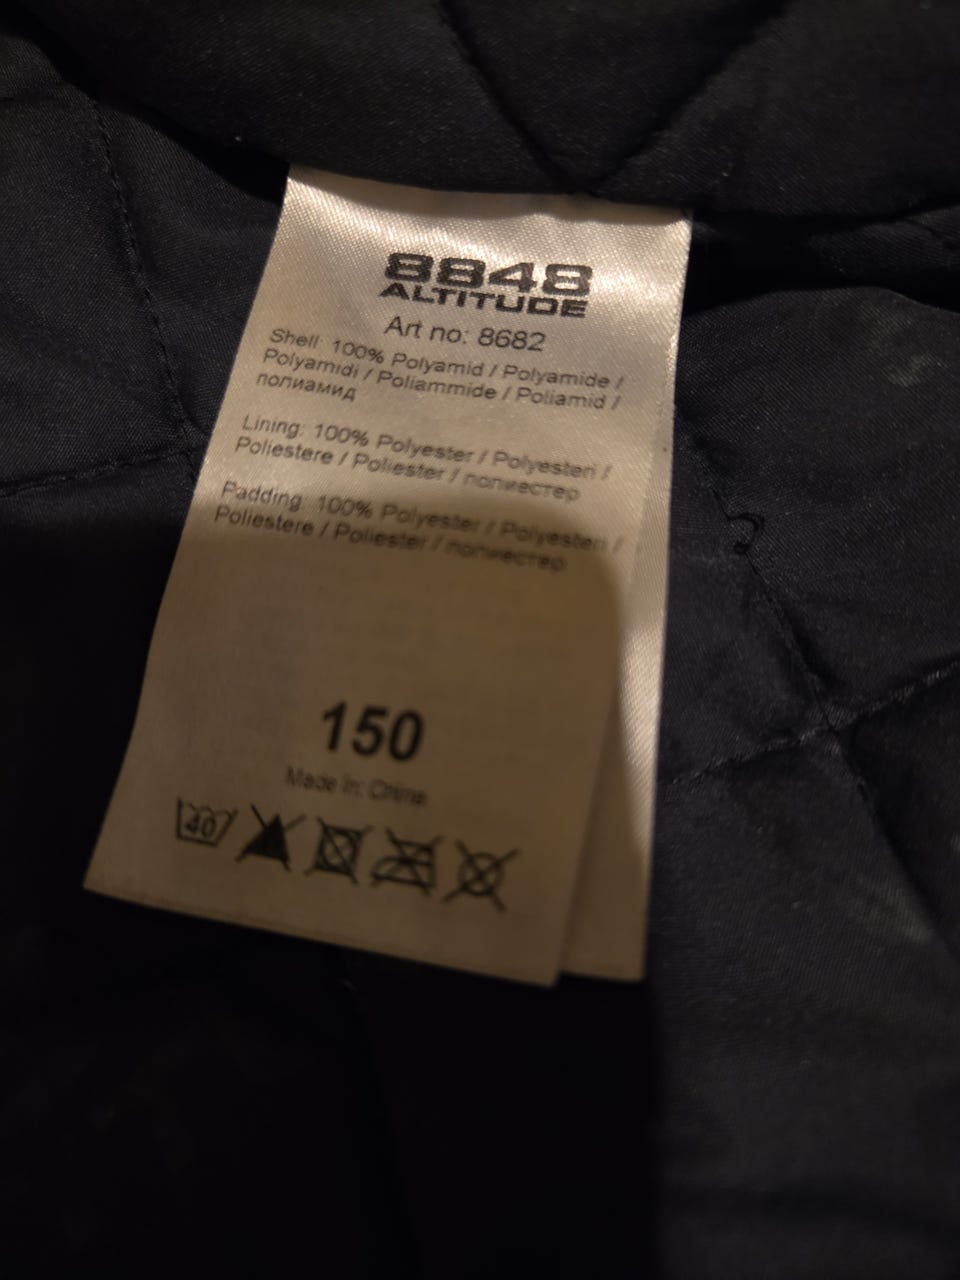 8848
ALTITUDE
Art no: 8682
Shell: 100% Polyamid / Polyamide /
Polyamidi / Poliammide / Poliamid /
полиамид
Lining: 100% Polyester / Polyesteri /
Poliestere / Poliester / полиестер
Padding: 100% Polyester / Polyesteri /
Poliestere / Poliester / полиестер
150
Made in: China
40